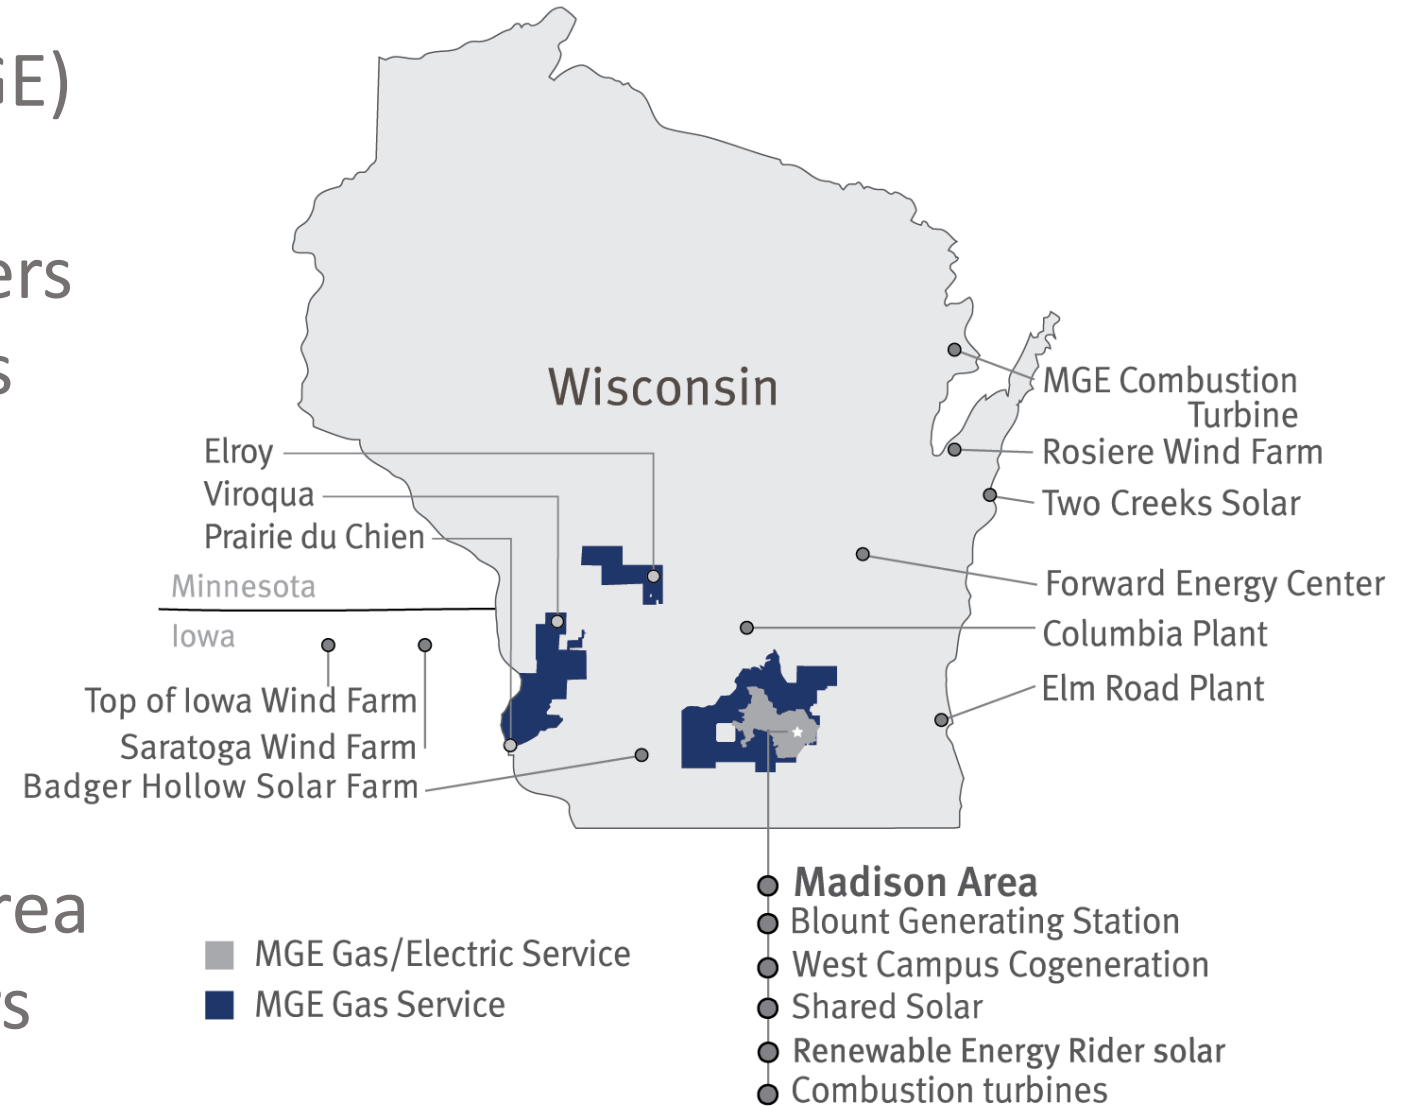 GE)
ers
s
rea
rs
Wisconsin
Elroy
Viroqua
Prairie du Chien
Minnesota
Iowa
Top of Iowa Wind Farm
Saratoga Wind Farm
Badger Hollow Solar Farm
MGE Combustion
Turbine
Rosiere Wind Farm
Two Creeks Solar
Forward Energy Center
Columbia Plant
Elm Road Plant
Madison Area
Blount Generating Station
West Campus Cogeneration
Shared Solar
Renewable Energy Rider solar
Combustion turbines
MGE Gas/Electric Service
MGE Gas Service